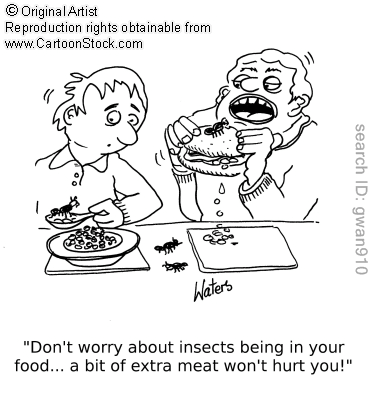 © Original Artist
Reproduction rights obtainable from
www.CartoonStock.com
search ID: gwan910
Waters
"Don't worry about insects being in your
food... a bit of extra meat won't hurt you!"